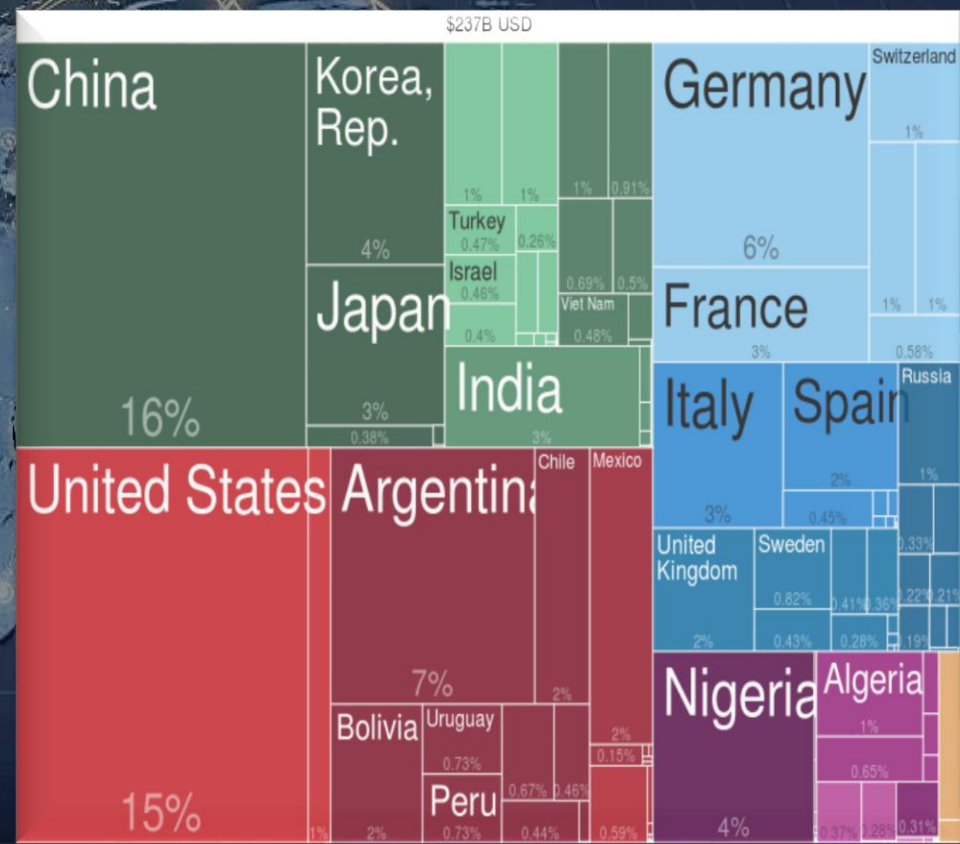 $237B USD
China
16%
Korea,
Rep.
4%
Japan
3%
0.38%
1%
1%
Turkey
0.47%
0.26%
Israel
0.46%
0.4%
1%
0.91%
0.69%
0.5%
Viet Nam
0.48%
India
3%
Germany
6%
Switzerland
1%
1%
1%
France
3%
0.58%
Italy
3%
Spain
2%
0.45%
Russia
1%
0.33%
0.22%
0.21%
0.19%
United
Kingdom
2%
Sweden
0.82%
0.43%
0.41%
0.36%
0.28%
United States
15%
1%
Argentina
7%
Chile
2%
Mexico
2%
0.15%
0.59%
Bolivia
2%
Uruguay
0.73%
Peru
0.73%
0.67%
0.46%
0.44%
Nigeria
4%
Algeria
1%
0.65%
0.37%
0.28%
0.31%